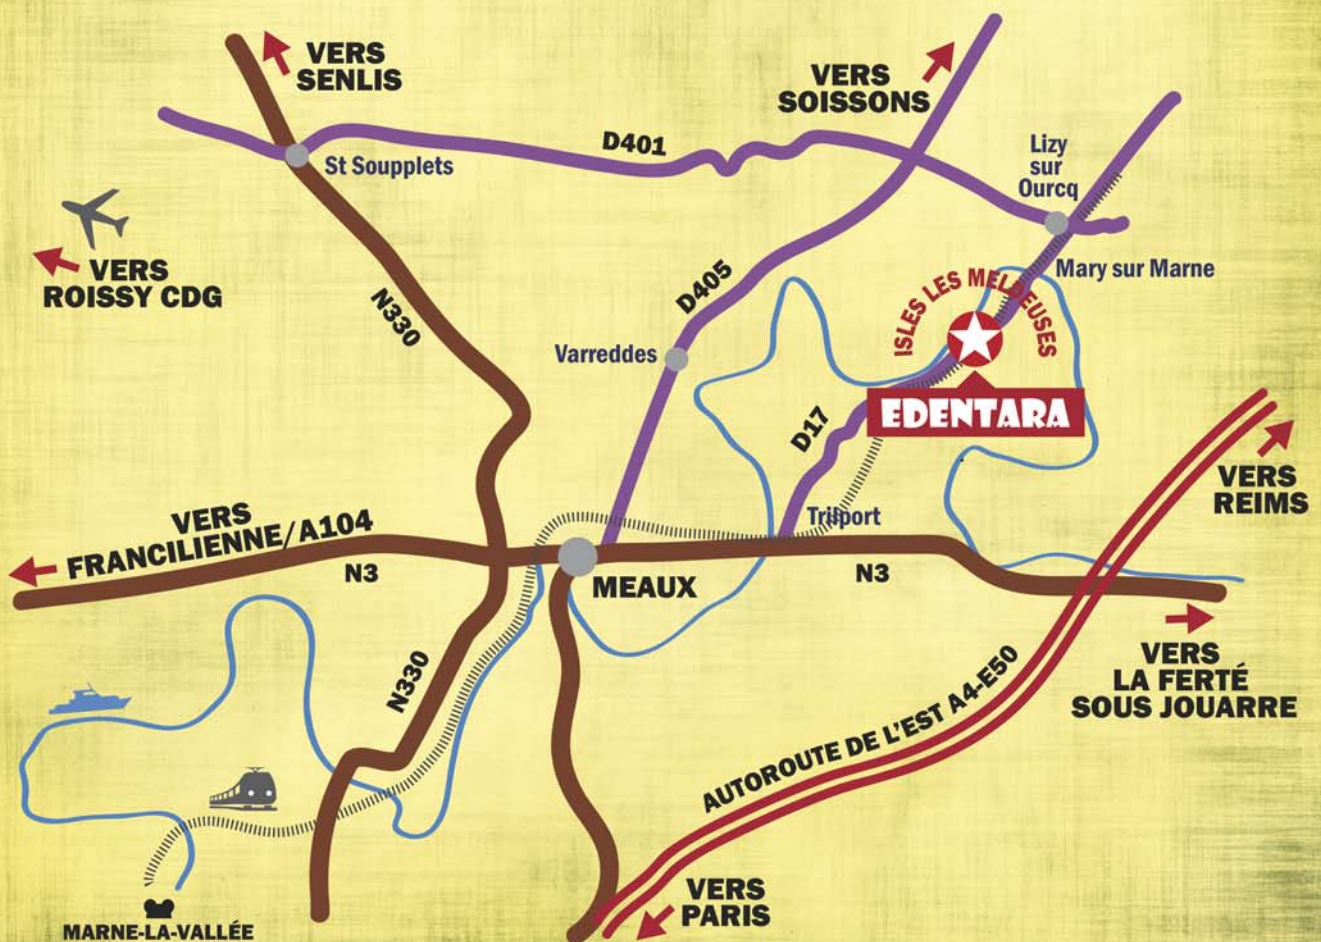 VERS
SENLIS
VERS
SOISSONS
D401
Lizy
sur
Ourcq
St Soupplets
VERS
ROISSY CDG
Mary sur Marne
N330
D405
ISLES LES MELDEUSES
Varreddes
EDENTARA
D17
VERS
REIMS
VERS
FRANCILIENNE/A104
Trilport
N3
MEAUX
N3
VERS
LA FERTÉ
SOUS JOUARRE
N330
AUTOROUTE DE L'EST A4-E50
VERS
PARIS
MARNE-LA-VALLÉE